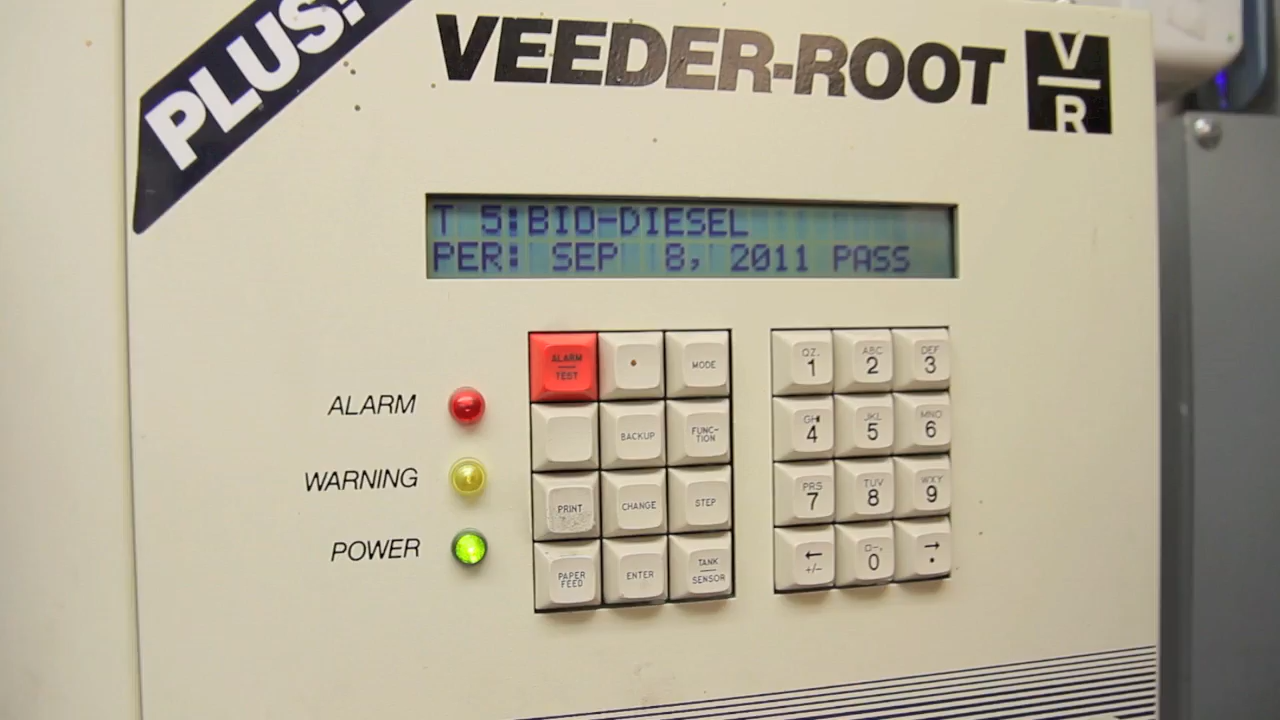 PLUS!
VEEDER-ROOT
V
R
T 5:BIO-DIESEL
PER: SEP 8, 2011 PASS
ALARM
WARNING
POWER
ALARM
TEST
MODE
BACKUP
FUNC-
TION
PRINT
CHANGE
STEP
PAPER
FEED
ENTER
TANK
SENSOR
QZ.
1
ABC
2
DEF
3
GHI
4
JKL
5
MNO
6
PRS
7
TUV
8
WXY
9
←
+/-
0
→
.